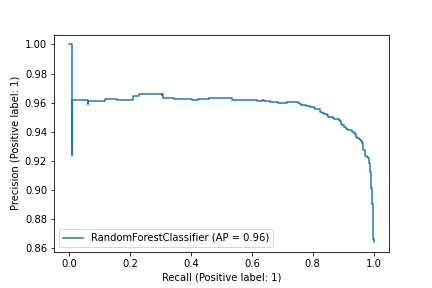 1.00
0.98
0.96
0.94
0.92
0.90
0.88
0.86
Precision (Positive label: 1)
RandomForestClassifier (AP = 0.96)
0.0 0.2 0.4 0.6 0.8 1.0
Recall (Positive label: 1)